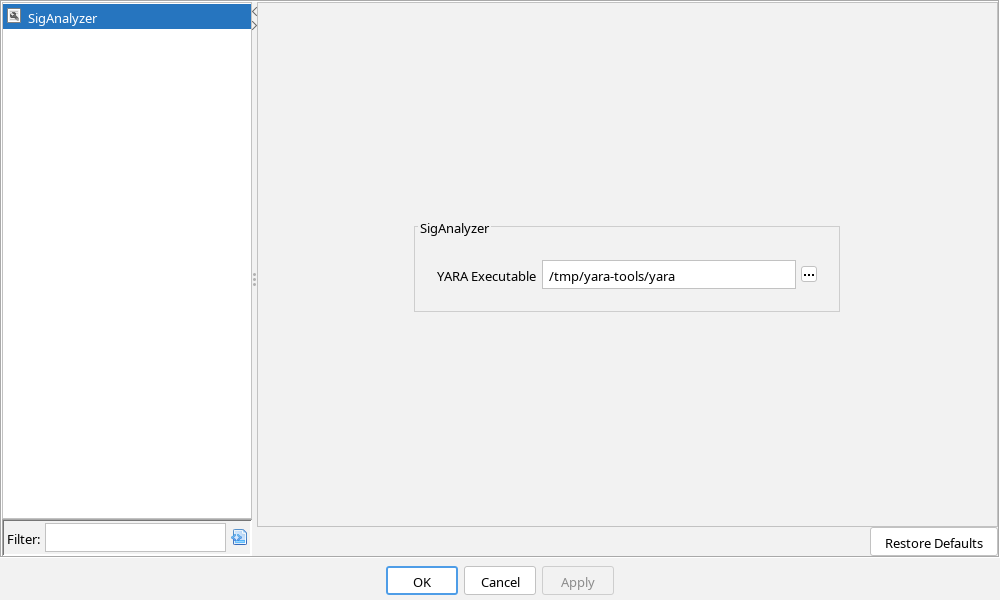 SigAnalyzer
SigAnalyzer
YARA Executable /tmp/yara-tools/yara ...
Filter:
Restore Defaults
OK Cancel Apply